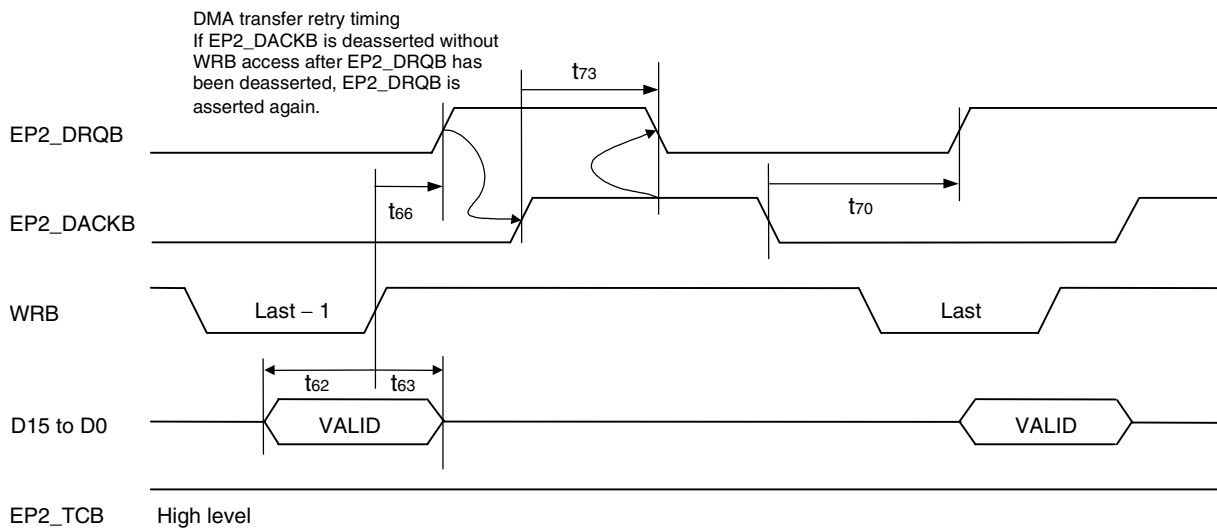 DMA transfer retry timing
If EP2_DACKB is deasserted without
WRB access after EP2_DRQB has
been deasserted, EP2_DRQB is
asserted again.
t73
EP2_DRQB
t66
t70
EP2_DACKB
WRB
Last – 1
Last
t62
t63
D15 to D0
VALID
VALID
EP2_TCB
High level